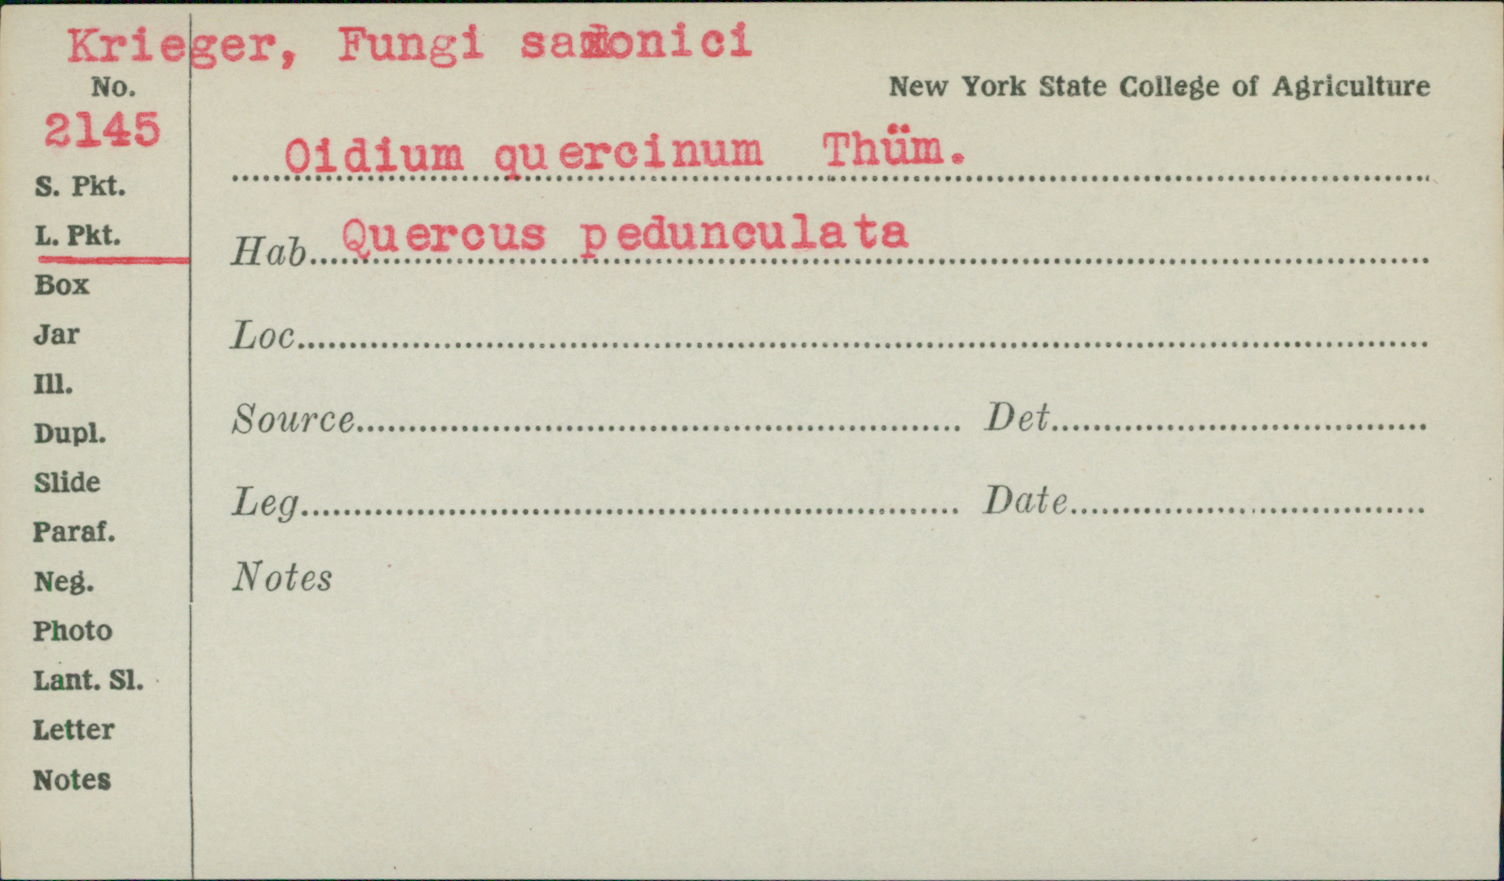 Krieger, Fungi saxonici
No.
New York State College of Agriculture
2145
Oidium quercinum Thüm.
S. Pkt.
L. Pkt.
Hab. Quercus pedunculata
Box
Jar
Loc.
Ill.
Dupl.
Source Det.
Slide
Leg. Date
Paraf.
Neg.
Notes
Photo
Lant. Sl.
Letter
Notes